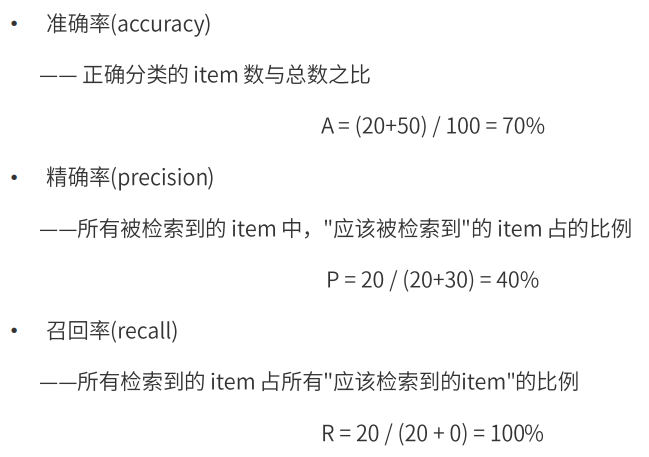 • 准确率(accuracy)
—— 正确分类的 item 数与总数之比
A = (20+50) / 100 = 70%
• 精确率(precision)
——所有被检索到的 item 中，"应该被检索到"的 item 占的比例
P = 20 / (20+30) = 40%
• 召回率(recall)
——所有检索到的 item 占所有"应该检索到的item"的比例
R = 20 / (20 + 0) = 100%